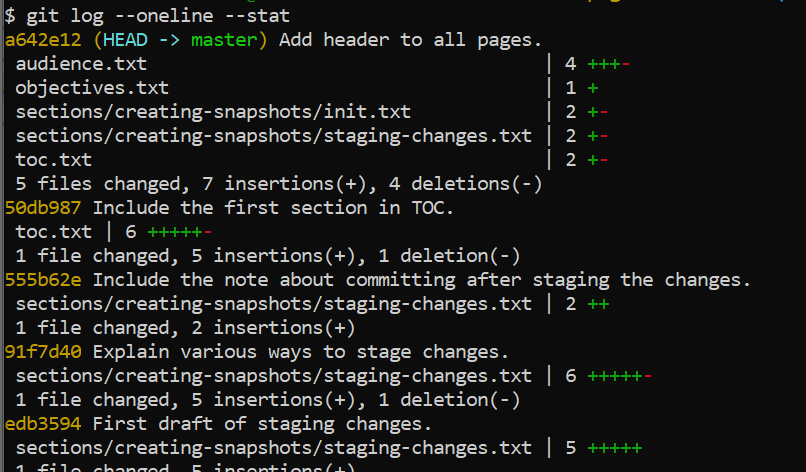 $ git log --oneline --stat
a642e12 (HEAD -> master) Add header to all pages.
audience.txt | 4 +++-
objectives.txt | 1 +
sections/creating-snapshots/init.txt | 2 +-
sections/creating-snapshots/staging-changes.txt | 2 +-
toc.txt | 2 +-
5 files changed, 7 insertions(+), 4 deletions(-)
50db987 Include the first section in TOC.
toc.txt | 6 +++++-
1 file changed, 5 insertions(+), 1 deletion(-)
555b62e Include the note about committing after staging the changes.
sections/creating-snapshots/staging-changes.txt | 2 ++
1 file changed, 2 insertions(+)
91f7d40 Explain various ways to stage changes.
sections/creating-snapshots/staging-changes.txt | 6 +++++-
1 file changed, 5 insertions(+), 1 deletion(-)
edb3594 First draft of staging changes.
sections/creating-snapshots/staging-changes.txt | 5 +++++
1 file changed, 5 insertions(+)